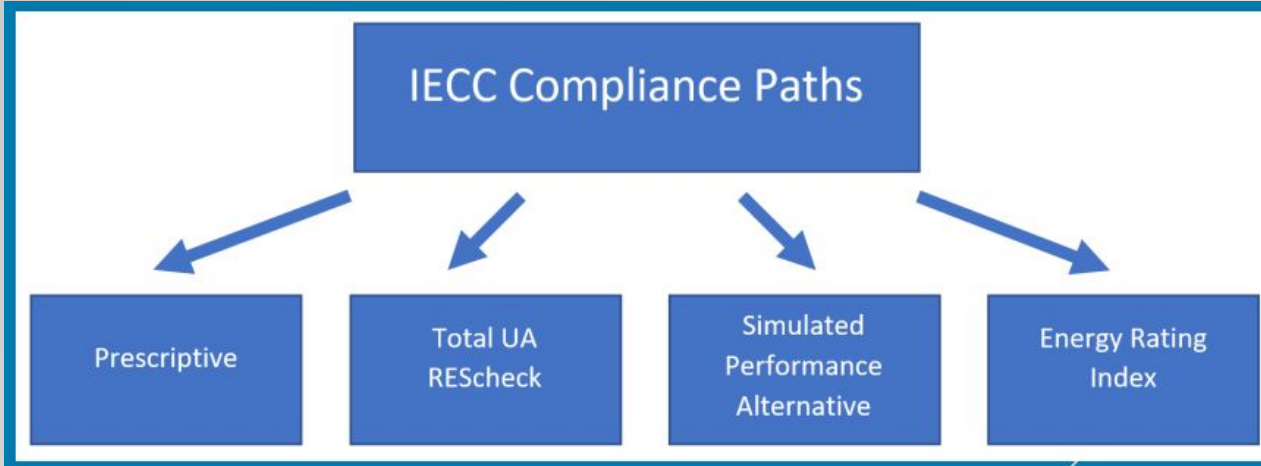 IECC Compliance Paths
Prescriptive
Total UA
REScheck
Simulated
Performance
Alternative
Energy Rating
Index